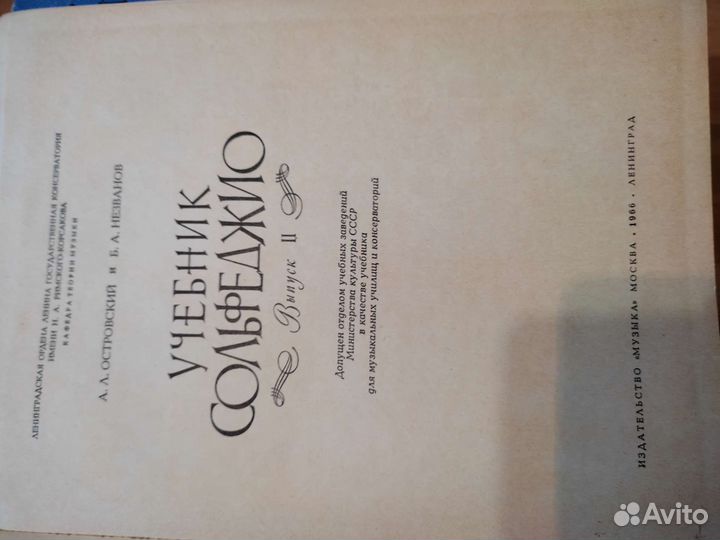 ЛЕНИНГРАДСКАЯ ОРДЕНА ЛЕНИНА ГОСУДАРСТВЕННАЯ КОНСЕРВАТОРИЯ
ИМЕНИ Н. А. РИМСКОГО-КОРСАКОВА
КАФЕДРА ТЕОРИИ МУЗЫКИ
А. Л. ОСТРОВСКИЙ и Б. А. НЕЗВАНОВ
УЧЕБНИК
СОЛЬФЕДЖИО
Выпуск II
Допущен отделом учебных заведений
Министерства культуры СССР
в качестве учебника
для музыкальных училищ и консерваторий
ИЗДАТЕЛЬСТВО «МУЗЫКА» МОСКВА • 1966 • ЛЕНИНГРАД
Avito